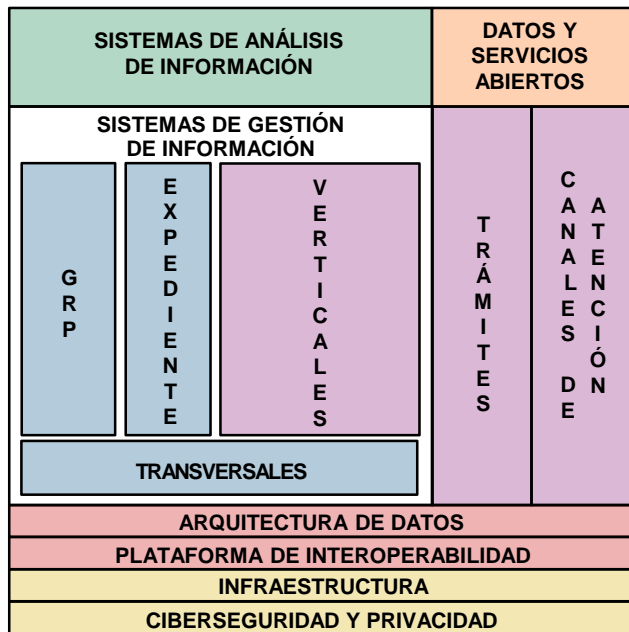 SISTEMAS DE ANÁLISIS
DE INFORMACIÓN
DATOS Y
SERVICIOS
ABIERTOS
SISTEMAS DE GESTIÓN
DE INFORMACIÓN
GRP
EXPEDIENTE
VERTICALES
TRÁMITES
CANALES DE
ATENCIÓN
TRANSVERSALES
ARQUITECTURA DE DATOS
PLATAFORMA DE INTEROPERABILIDAD
INFRAESTRUCTURA
CIBERSEGURIDAD Y PRIVACIDAD